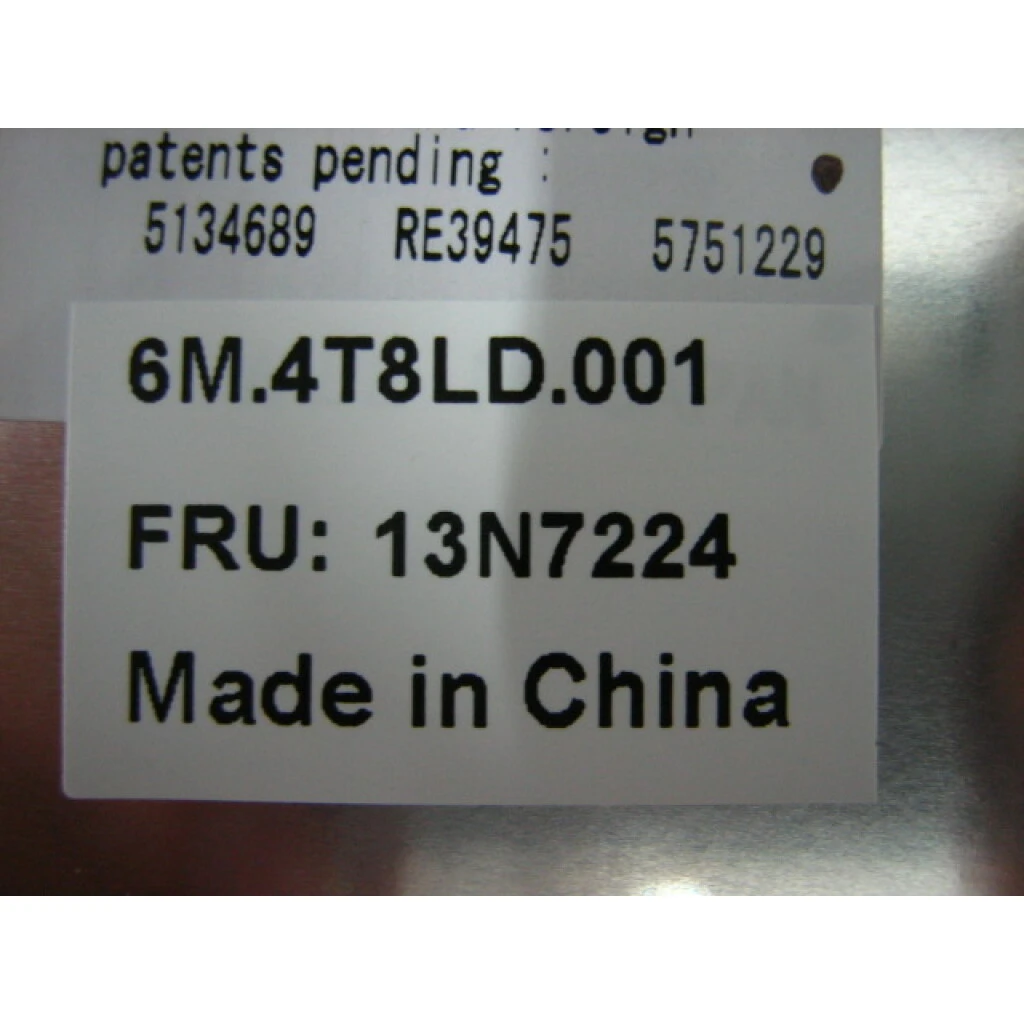 patents pending :
5134689 RE39475 5751229
6M.4T8LD.001
FRU: 13N7224
Made in China